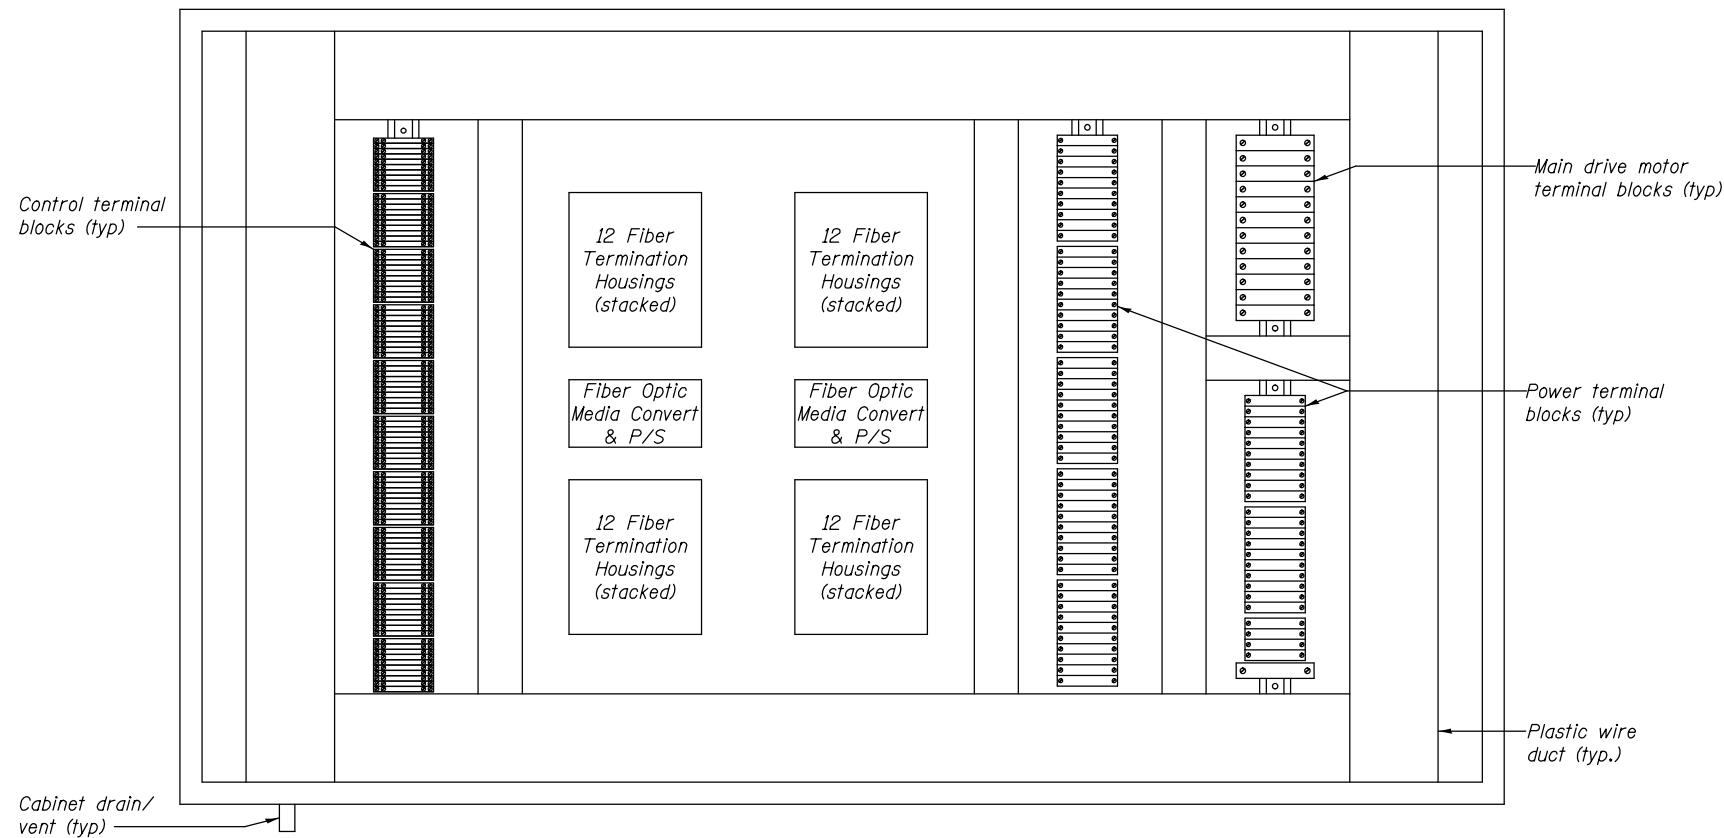 Main drive motor
terminal blocks (typ)
Control terminal
blocks (typ)
12 Fiber
Termination
Housings
(stacked)
12 Fiber
Termination
Housings
(stacked)
Fiber Optic
Media Convert
& P/S
Fiber Optic
Media Convert
& P/S
Power terminal
blocks (typ)
12 Fiber
Termination
Housings
(stacked)
12 Fiber
Termination
Housings
(stacked)
Plastic wire
duct (typ.)
Cabinet drain/
vent (typ)